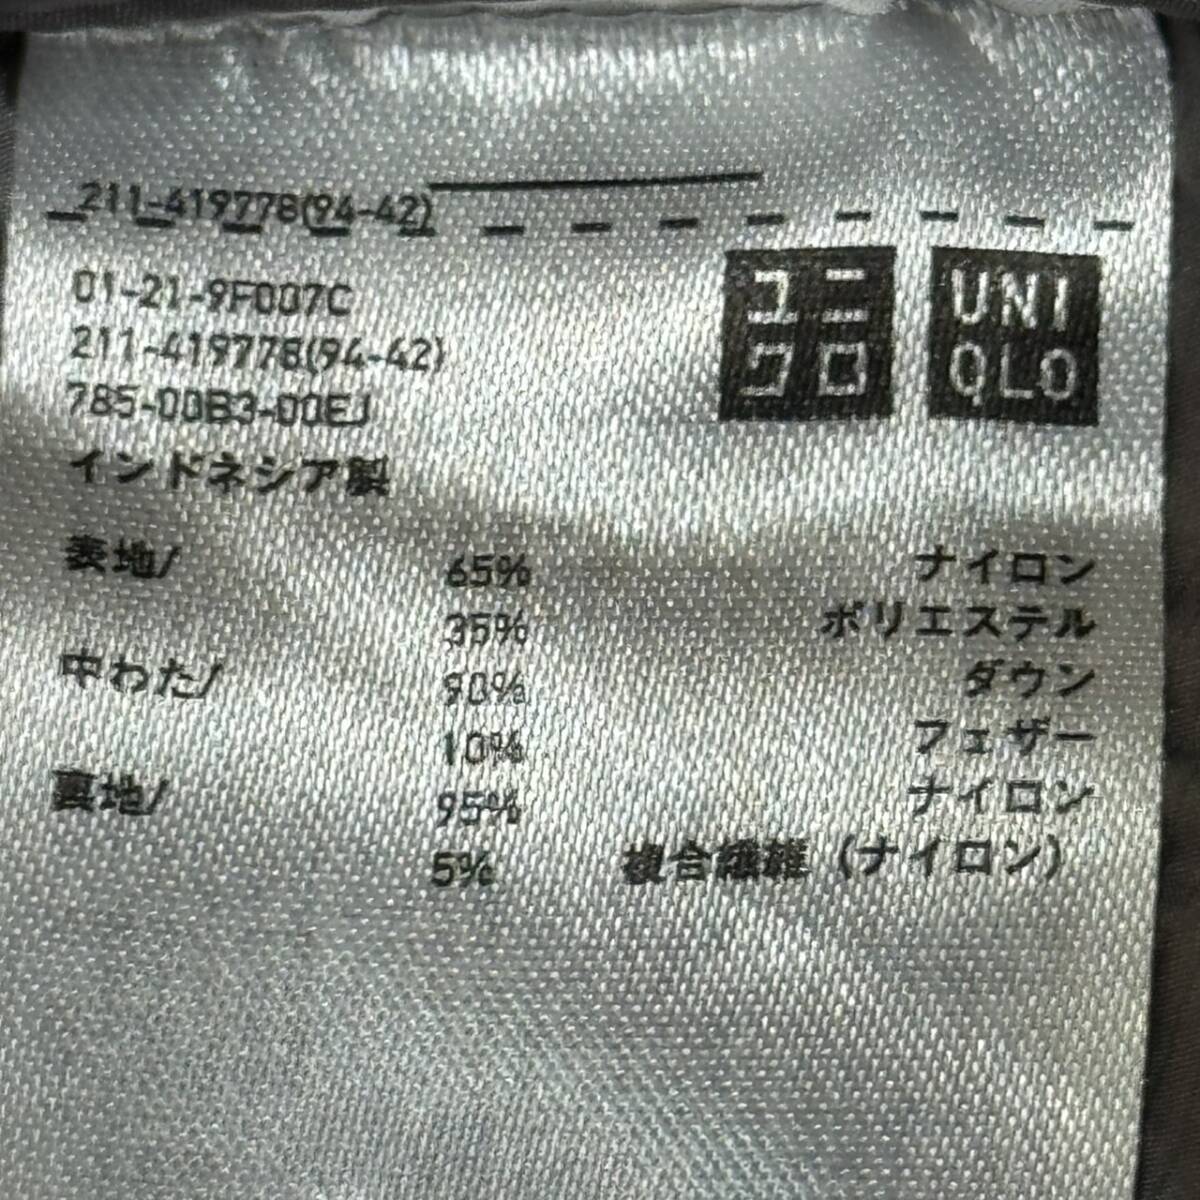 211-419778(94-42)
ユニクロ
UNIQLO
01-21-9F007C
211-419778(94-42)
785-00B3-00EJ
インドネシア製
表地/ 65% ナイロン
35% ポリエステル
中わた/ 90% ダウン
10% フェザー
裏地/ 95% ナイロン
5% 複合繊維（ナイロン）